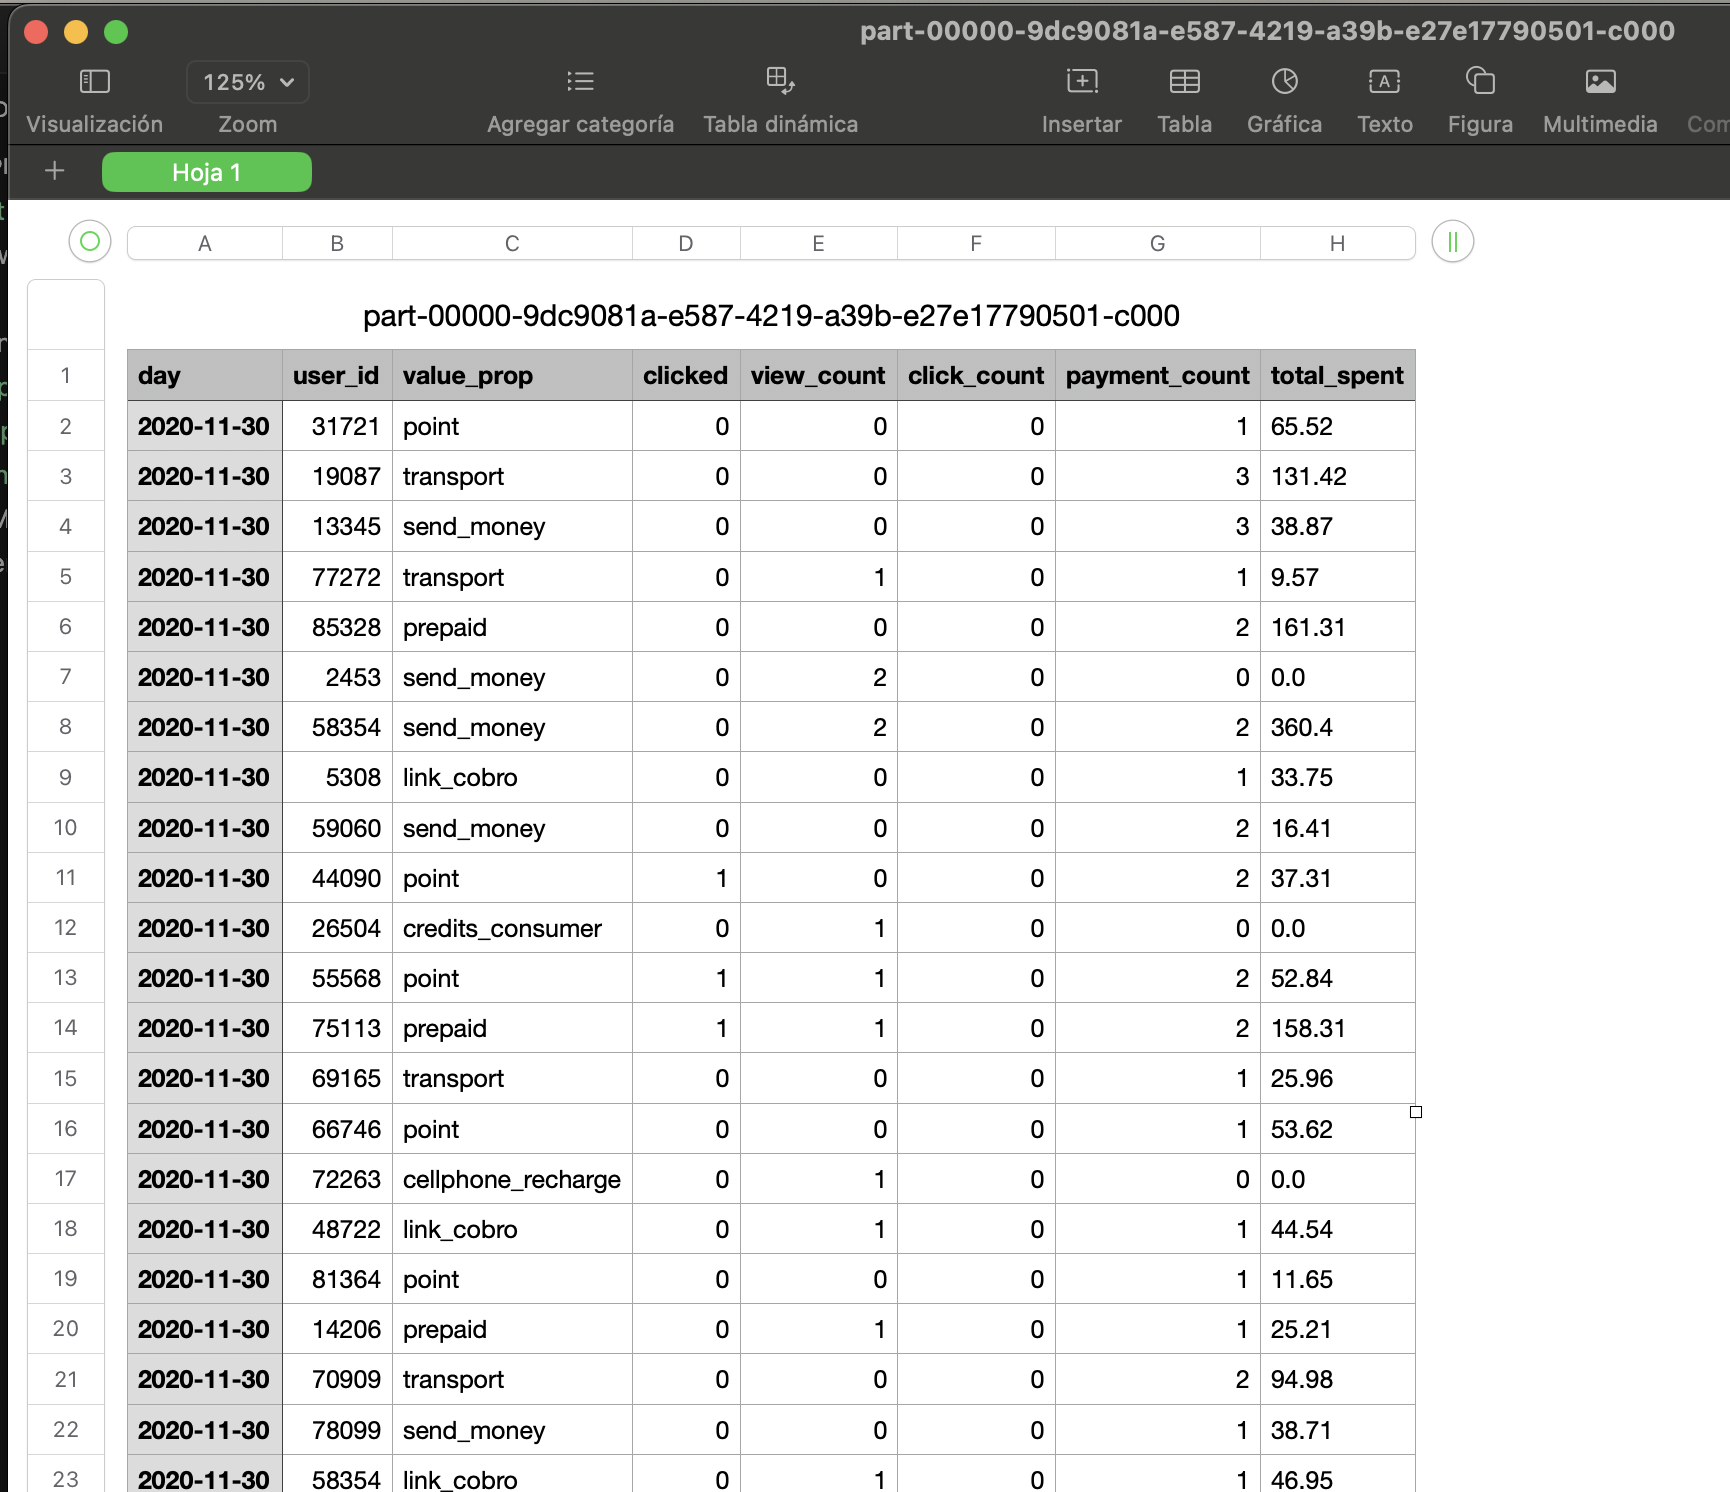 part-00000-9dc9081a-e587-4219-a39b-e27e17790501-c000
125%
Visualización Zoom Agregar categoría Tabla dinámica Insertar Tabla Gráfica Texto Figura Multimedia
+ Hoja 1
A B C D E F G H
part-00000-9dc9081a-e587-4219-a39b-e27e17790501-c000
1 day user_id value_prop clicked view_count click_count payment_count total_spent
2 2020-11-30 31721 point 0 0 0 1 65.52
3 2020-11-30 19087 transport 0 0 0 3 131.42
4 2020-11-30 13345 send_money 0 0 0 3 38.87
5 2020-11-30 77272 transport 0 1 0 1 9.57
6 2020-11-30 85328 prepaid 0 0 0 2 161.31
7 2020-11-30 2453 send_money 0 2 0 0 0.0
8 2020-11-30 58354 send_money 0 2 0 2 360.4
9 2020-11-30 5308 link_cobro 0 0 0 1 33.75
10 2020-11-30 59060 send_money 0 0 0 2 16.41
11 2020-11-30 44090 point 1 0 0 2 37.31
12 2020-11-30 26504 credits_consumer 0 1 0 0 0.0
13 2020-11-30 55568 point 1 1 0 2 52.84
14 2020-11-30 75113 prepaid 1 1 0 2 158.31
15 2020-11-30 69165 transport 0 0 0 1 25.96
16 2020-11-30 66746 point 0 0 0 1 53.62
17 2020-11-30 72263 cellphone_recharge 0 1 0 0 0.0
18 2020-11-30 48722 link_cobro 0 1 0 1 44.54
19 2020-11-30 81364 point 0 0 0 1 11.65
20 2020-11-30 14206 prepaid 0 1 0 1 25.21
21 2020-11-30 70909 transport 0 0 0 2 94.98
22 2020-11-30 78099 send_money 0 0 0 1 38.71
23 2020-11-30 58354 link_cobro 0 1 0 1 46.95